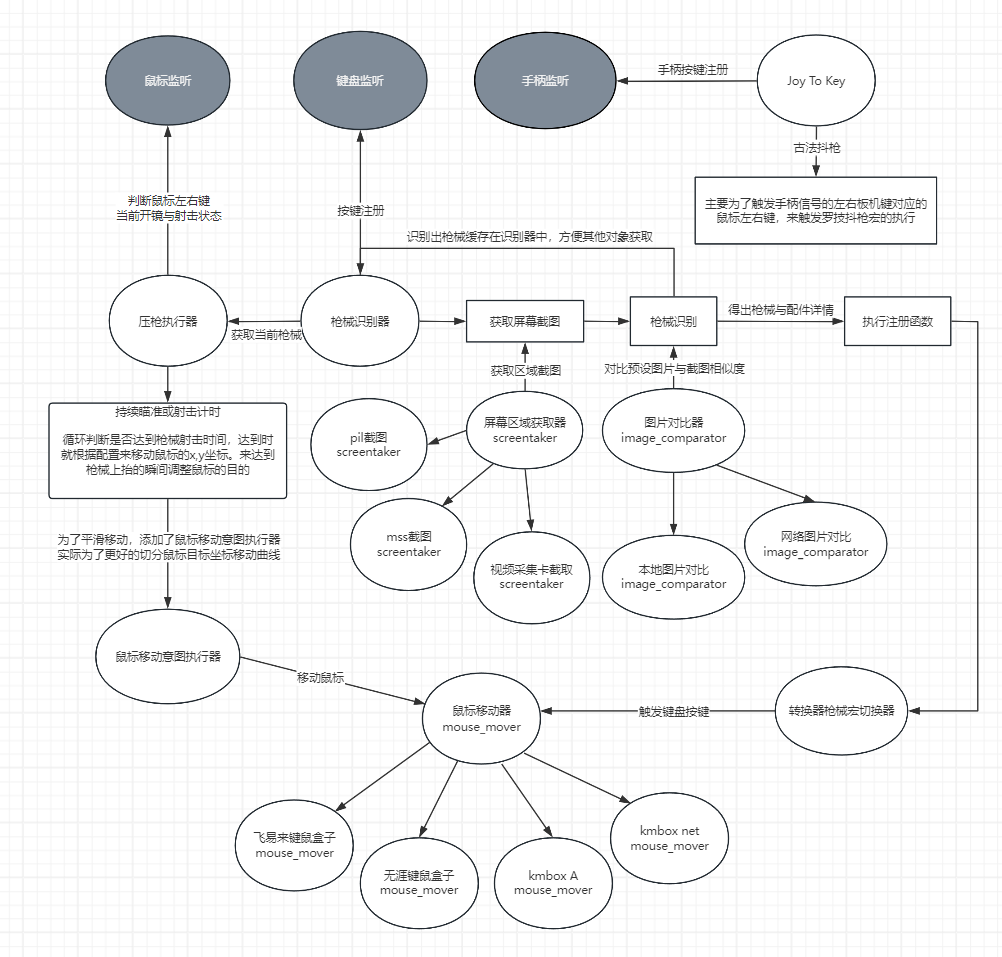 鼠标监听
键盘监听
手柄监听
手柄按键注册
Joy To Key
古法抖枪
主要为了触发手柄信号的左右板机键对应的
鼠标左右键，来触发罗技抖枪宏的执行
判断鼠标左右键
当前开镜与射击状态
按键注册
识别出枪械缓存在识别器中，方便其他对象获取
压枪执行器
获取当前枪械
枪械识别器
获取屏幕截图
枪械识别
得出枪械与配件详情
执行注册函数
获取区域截图
对比预设图片与截图相似度
持续瞄准或射击计时
循环判断是否达到枪械射击时间，达到时
就根据配置来移动鼠标的x,y坐标。来达到
枪械上抬的瞬间调整鼠标的目的
pil截图
screentaker
屏幕区域获取器
screentaker
图片对比器
image_comparator
mss截图
screentaker
视频采集卡截取
screentaker
本地图片对比
image_comparator
网络图片对比
image_comparator
为了平滑移动，添加了鼠标移动意图执行器
实际为了更好的切分鼠标目标坐标移动曲线
鼠标移动意图执行器
移动鼠标
鼠标移动器
mouse_mover
触发键盘按键
转换器枪械宏切换器
飞易来键鼠盒子
mouse_mover
无涯键鼠盒子
mouse_mover
kmbox A
mouse_mover
kmbox net
mouse_mover